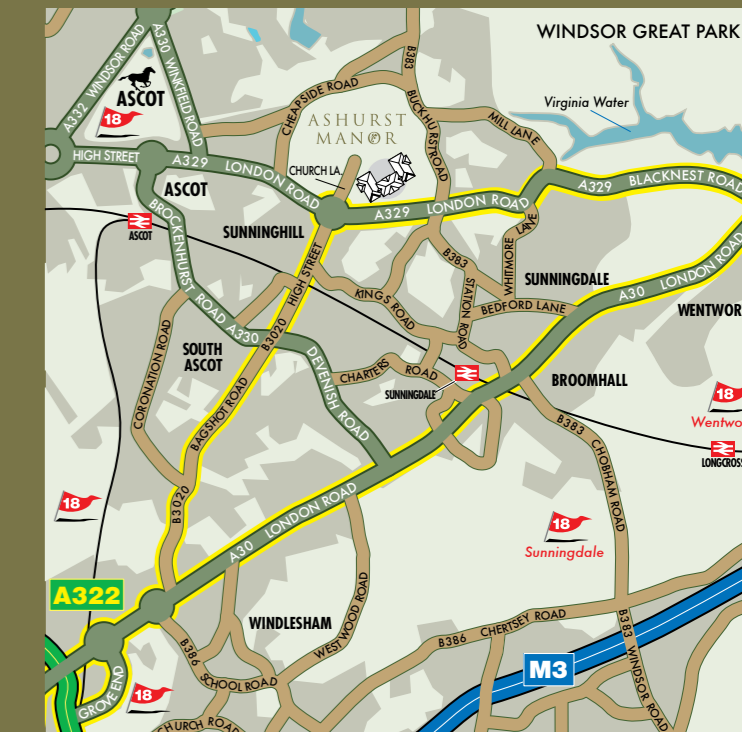 WINDSOR GREAT PARK
Virginia Water
A332 WINDSOR ROAD
A330 WINKFIELD ROAD
ASCOT
18
HIGH STREET
A329 LONDON ROAD
ASCOT
CHEAPSIDE ROAD
ASHURST
MANOR
CHURCH LA.
B383
BUCKHURST ROAD
MILL LANE
A329 LONDON ROAD
A329 BLACKNEST ROAD
ASCOT
BROCKENHURST ROAD A330
SUNNINGHILL
HIGH STREET
B3020
B383
STATION ROAD
WHITMORE LANE
SUNNINGDALE
BEDFORD LANE
A30 LONDON ROAD
WENTWOR
KINGS ROAD
SOUTH
ASCOT
CORONATION ROAD
BAGSHOT ROAD
B3020
DEVENISH ROAD
CHARTERS ROAD
SUNNINGDALE
BROOMHALL
18
Wentwo
LONGCROSS
B383 CHOBHAM ROAD
18
18
Sunningdale
A30 LONDON ROAD
A322
WINDLESHAM
WESTWOOD ROAD
B386 CHERTSEY ROAD
B383 WINDSOR ROAD
M3
B386
SCHOOL ROAD
GROVE END
18
CHURCH ROAD